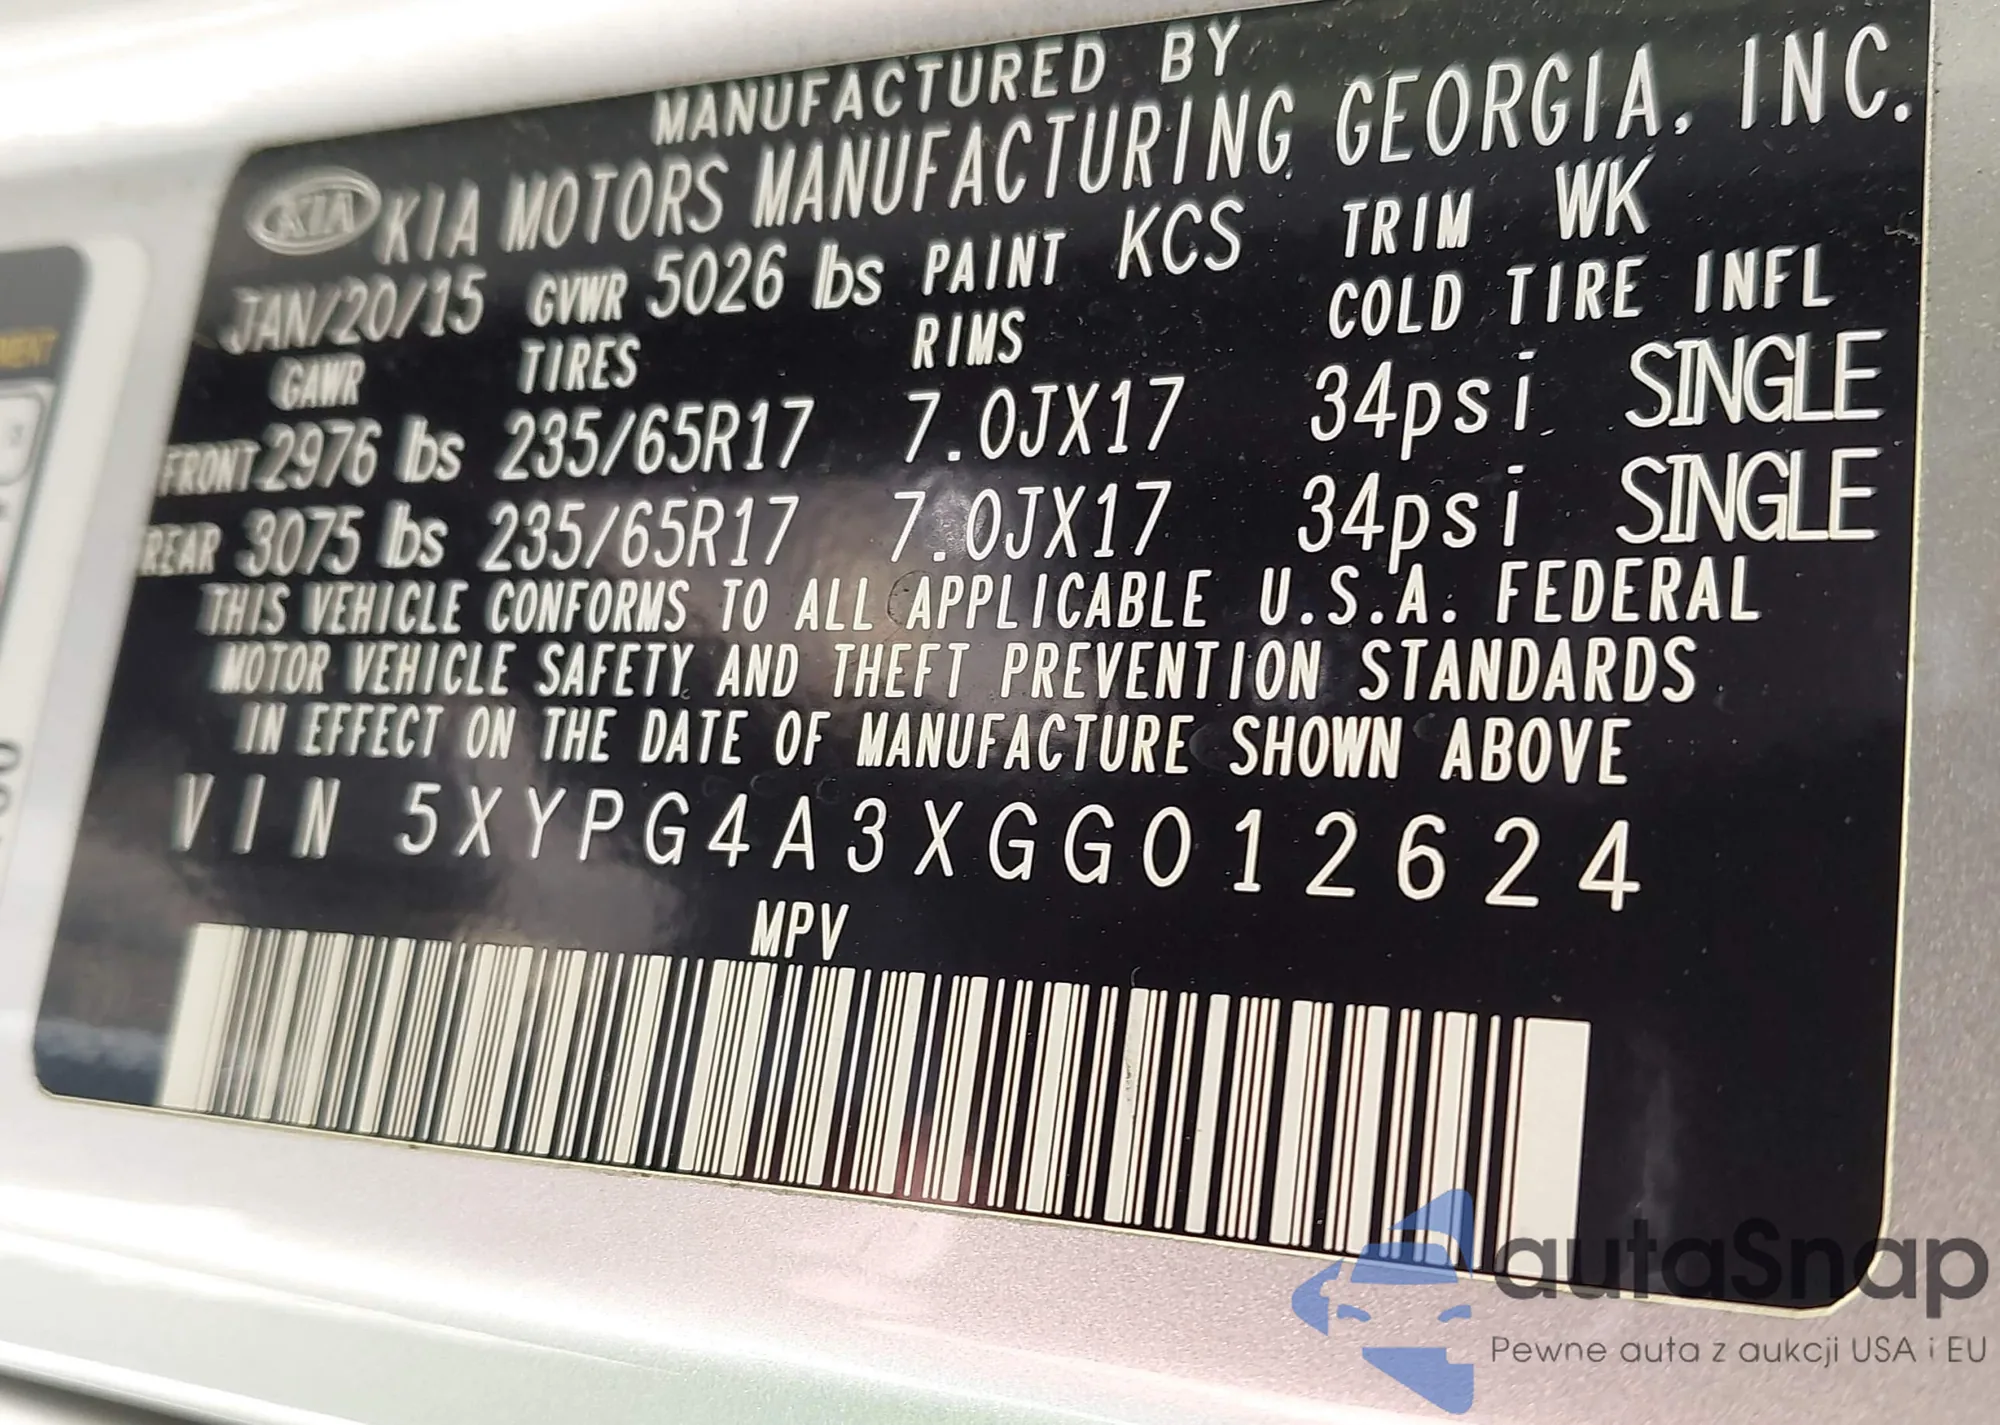 MANUFACTURED BY
KIA KIA MOTORS MANUFACTURING GEORGIA, INC.
JAN/20/15 GVWR 5026 lbs PAINT KCS TRIM WK
GAWR TIRES RIMS COLD TIRE INFL
FRONT 2976 lbs 235/65R17 7.0JX17 34psi SINGLE
REAR 3075 lbs 235/65R17 7.0JX17 34psi SINGLE
THIS VEHICLE CONFORMS TO ALL APPLICABLE U.S.A. FEDERAL
MOTOR VEHICLE SAFETY AND THEFT PREVENTION STANDARDS
IN EFFECT ON THE DATE OF MANUFACTURE SHOWN ABOVE
VIN 5XYPG4A3XGG012624
MPV
autaSnap
Pewne auta z aukcji USA i EU